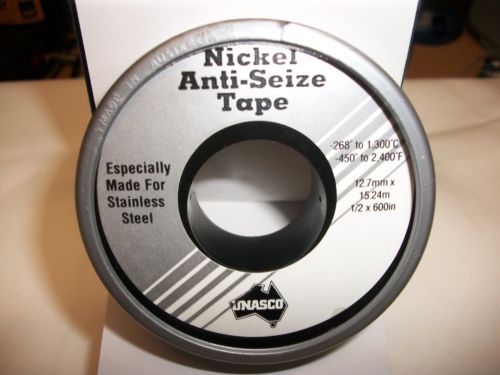 MADE IN AUSTRALIA
Nickel
Anti-Seize
Tape
Especially
Made For
Stainless
Steel
-268° to 1,300°C
-450° to 2,400°F
12.7mm x
15.24m
1/2 x 600in
UNASCO